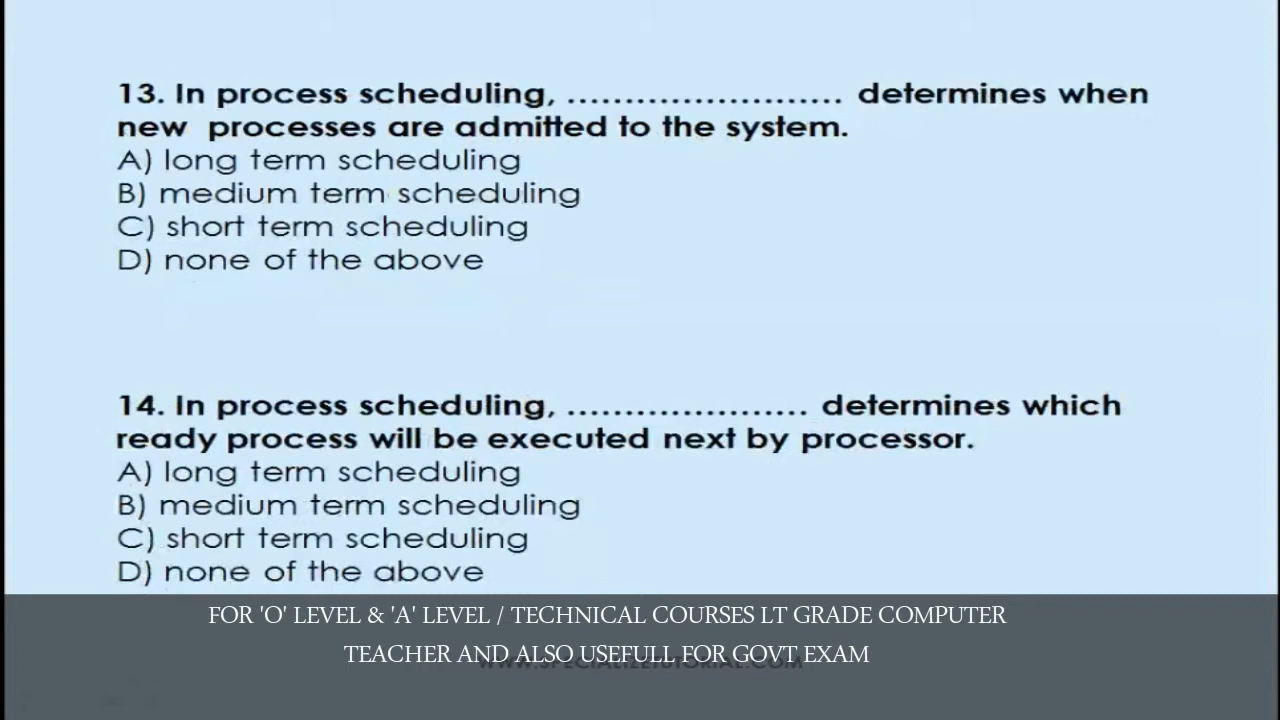 13. In process scheduling, ........................ determines when
new processes are admitted to the system.
A) long term scheduling
B) medium term scheduling
C) short term scheduling
D) none of the above
14. In process scheduling, ..................... determines which
ready process will be executed next by processor.
A) long term scheduling
B) medium term scheduling
C) short term scheduling
D) none of the above
FOR 'O' LEVEL & 'A' LEVEL / TECHNICAL COURSES LT GRADE COMPUTER
TEACHER AND ALSO USEFULL FOR GOVT EXAM
WWW.SPECIALIZETUTORIAL.COM